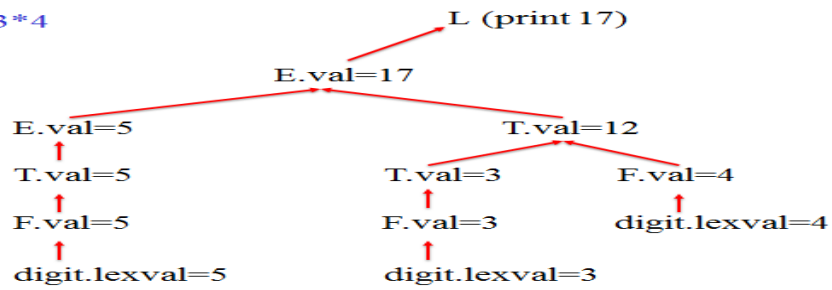 3*4
L (print 17)
E.val=17
E.val=5 T.val=12
T.val=5 T.val=3 F.val=4
F.val=5 F.val=3 digit.lexval=4
digit.lexval=5 digit.lexval=3